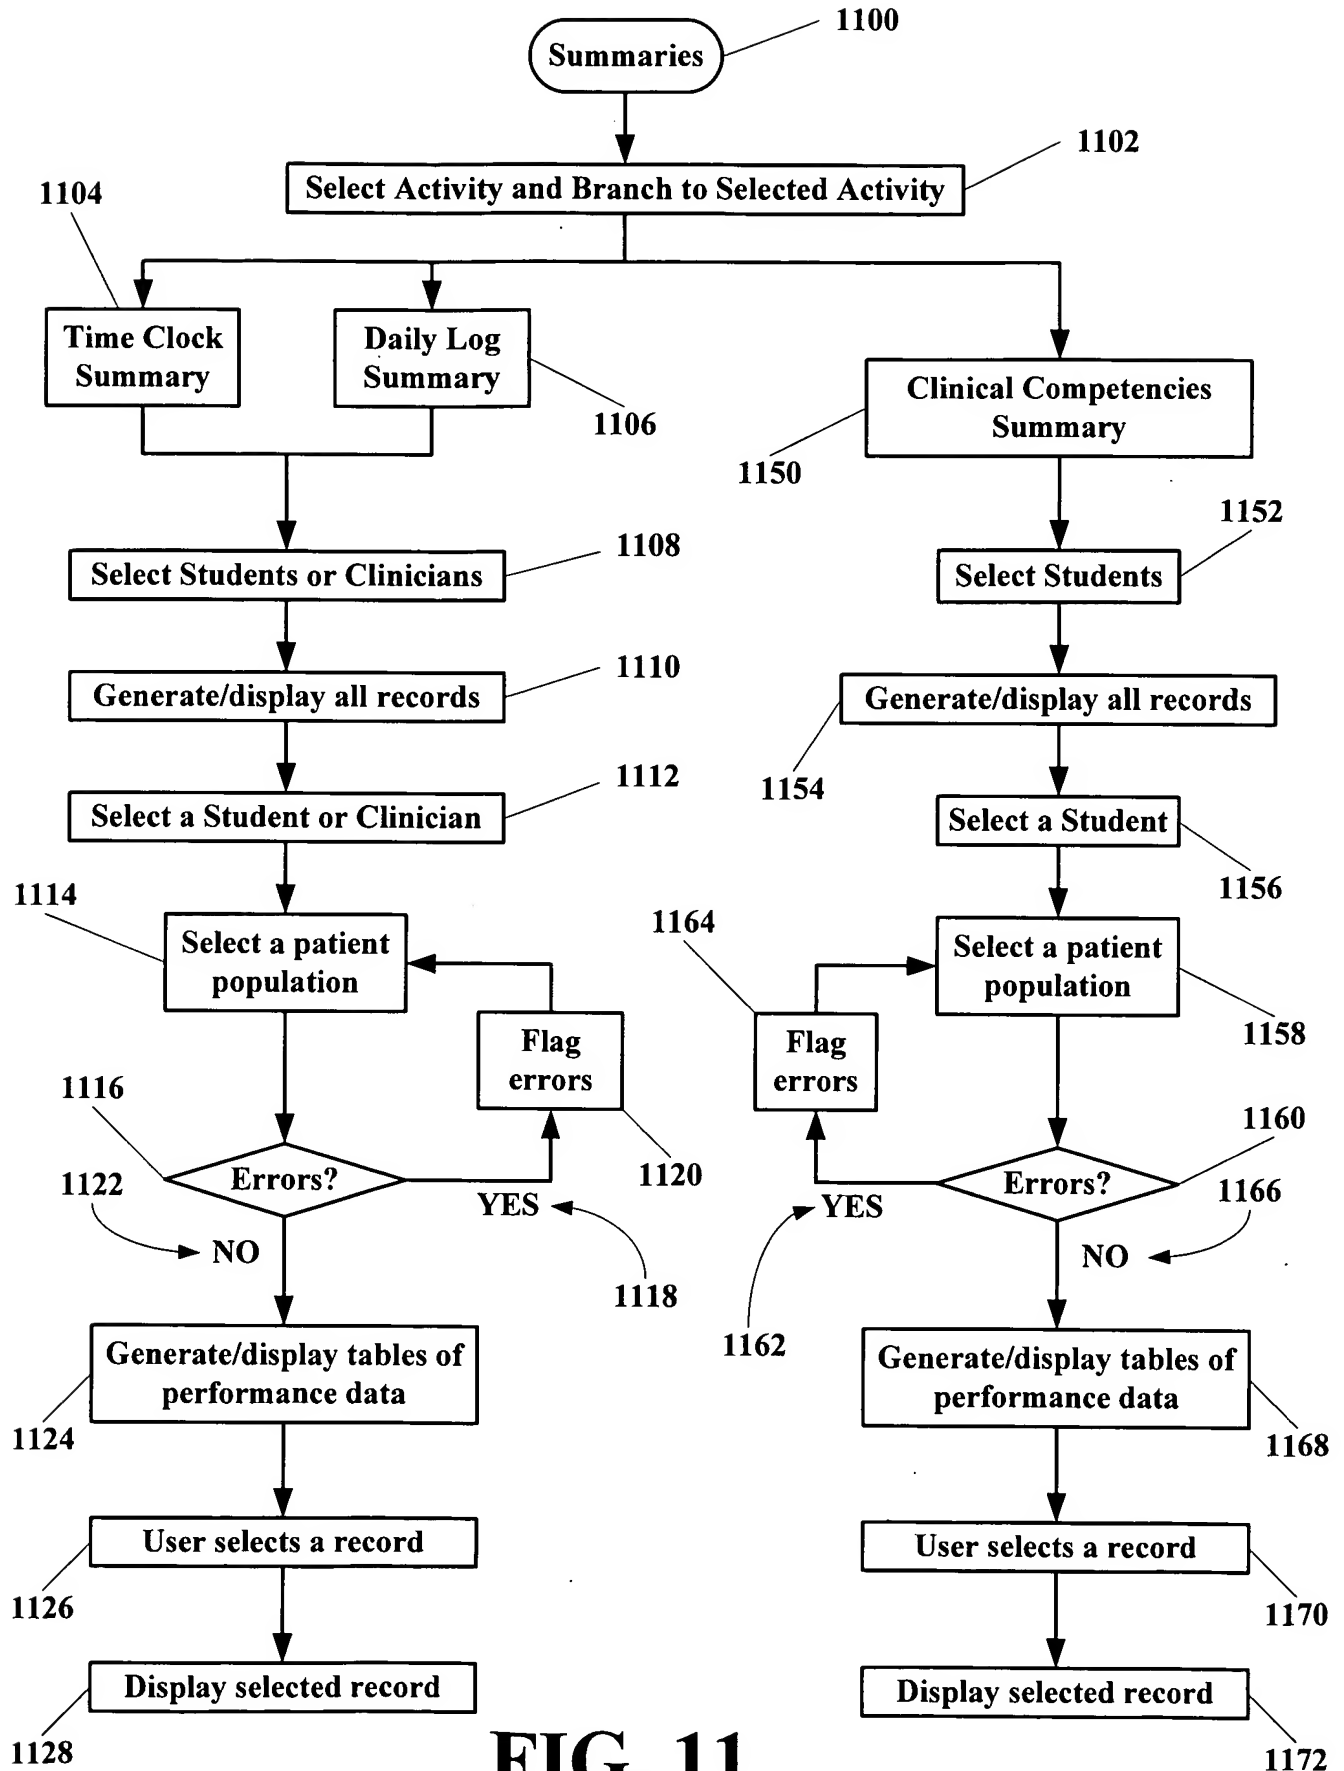 1100
Summaries
1102
Select Activity and Branch to Selected Activity
1104
Time Clock
Summary
Daily Log
Summary
1106
Clinical Competencies
Summary
1150
1108
Select Students or Clinicians
1152
Select Students
1110
Generate/display all records
Generate/display all records
1154
1112
Select a Student or Clinician
Select a Student
1156
1114
Select a patient
population
1164
Select a patient
population
1158
Flag
errors
Flag
errors
1116
Errors?
1120
1122
YES
NO
1118
1160
Errors?
1166
YES
NO
1162
Generate/display tables of
performance data
1124
Generate/display tables of
performance data
1168
User selects a record
1126
User selects a record
1170
Display selected record
1128
Display selected record
1172
FIG. 11